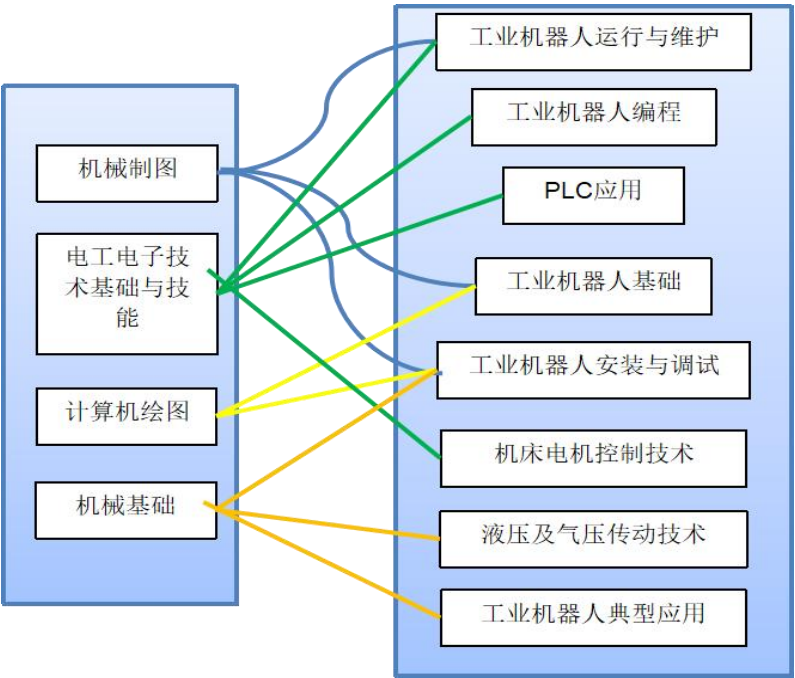 机械制图
电工电子技
术基础与技
能
计算机绘图
机械基础
工业机器人运行与维护
工业机器人编程
PLC应用
工业机器人基础
工业机器人安装与调试
机床电机控制技术
液压及气压传动技术
工业机器人典型应用